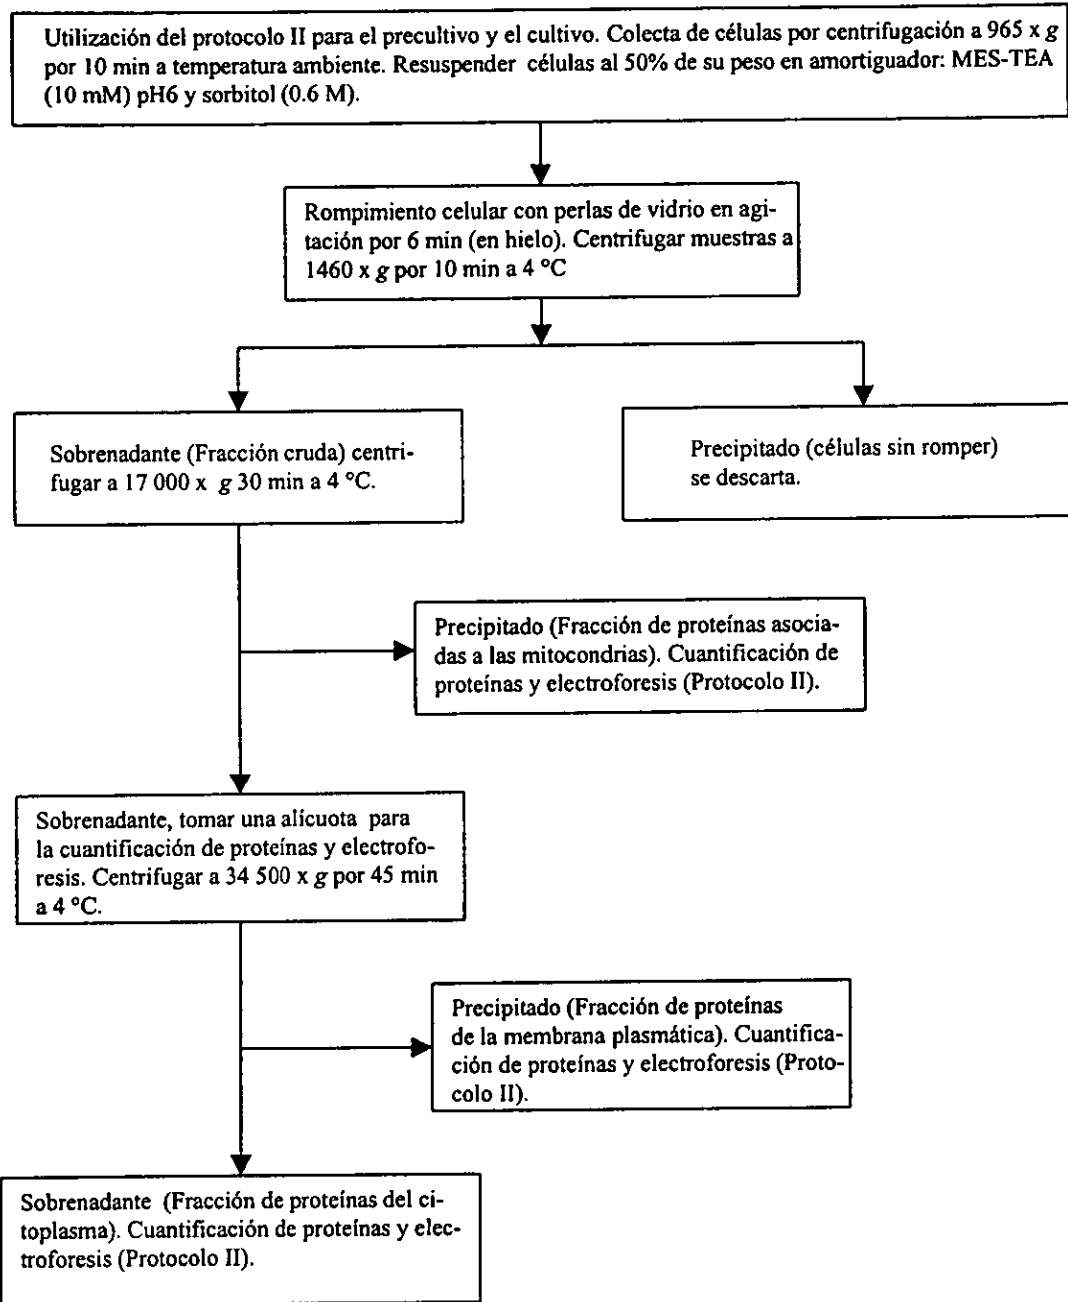 Utilización del protocolo II para el precultivo y el cultivo. Colecta de células por centrifugación a 965 x g
por 10 min a temperatura ambiente. Resuspender células al 50% de su peso en amortiguador: MES-TEA
(10 mM) pH6 y sorbitol (0.6 M).
Rompimiento celular con perlas de vidrio en agi-
tación por 6 min (en hielo). Centrifugar muestras a
1460 x g por 10 min a 4 °C
Sobrenadante (Fracción cruda) centri-
fugar a 17 000 x g 30 min a 4 °C.
Precipitado (células sin romper)
se descarta.
Precipitado (Fracción de proteínas asocia-
das a las mitocondrias). Cuantificación de
proteínas y electroforesis (Protocolo II).
Sobrenadante, tomar una alícuota para
la cuantificación de proteínas y electrofo-
resis. Centrifugar a 34 500 x g por 45 min
a 4 °C.
Precipitado (Fracción de proteínas
de la membrana plasmática). Cuantifica-
ción de proteínas y electroforesis (Proto-
colo II).
Sobrenadante (Fracción de proteínas del ci-
toplasma). Cuantificación de proteínas y elec-
troforesis (Protocolo II).